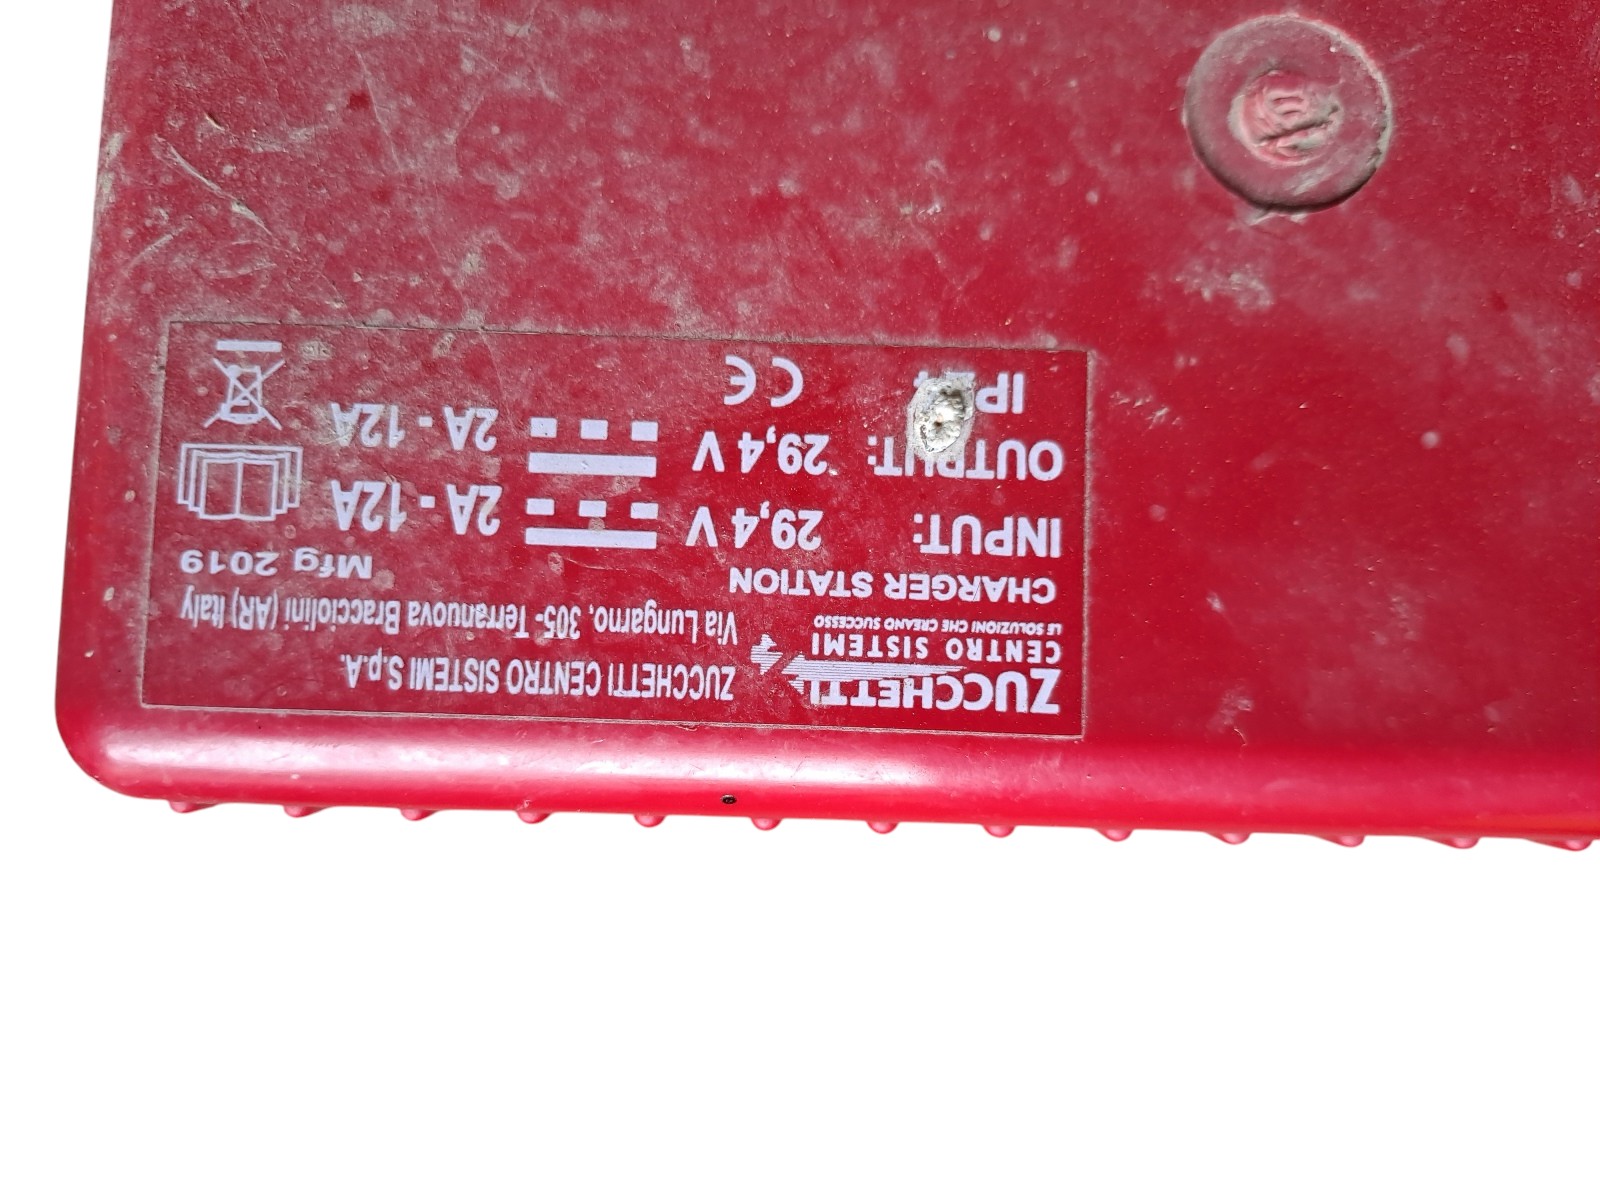 ZUCCHETTI
CENTRO SISTEMI
LE SOLUZIONI CHE CREANO SUCCESSO
ZUCCHETTI CENTRO SISTEMI S.p.A.
Via Lungarno, 305- Terranuova Bracciolini (AR) Italy
CHARGER STATION
Mfg 2019
INPUT: 29,4 V 2A - 12A
OUTPUT: 29,4 V 2A - 12A
CE